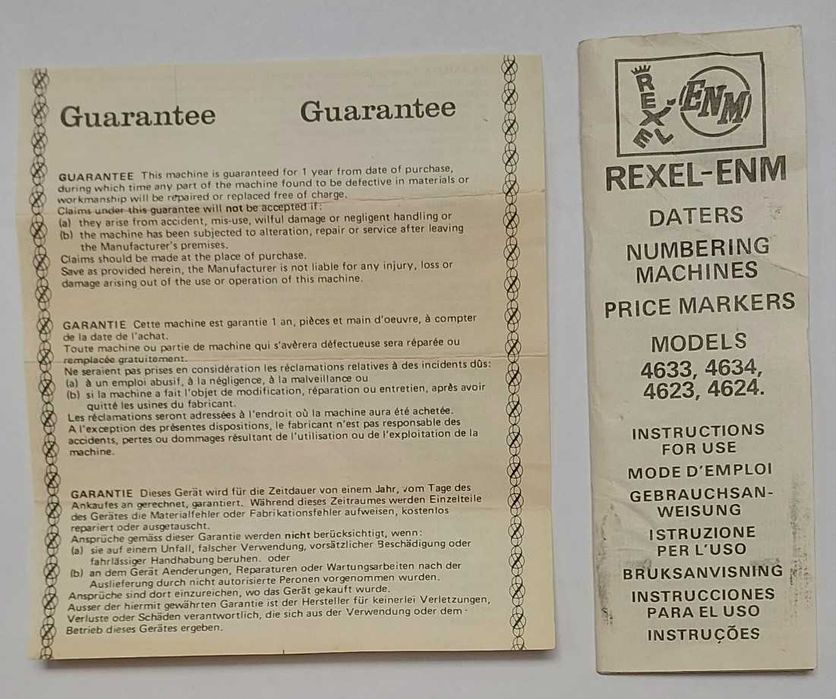 Guarantee Guarantee
GUARANTEE This machine is guaranteed for 1 year from date of purchase,
during which time any part of the machine found to be defective in materials or
workmanship will be repaired or replaced free of charge.
Claims under this guarantee will not be accepted if:
(a) they arise from accident, mis-use, wilful damage or negligent handling or
(b) the machine has been subjected to alteration, repair or service after leaving
the Manufacturer's premises.
Claims should be made at the place of purchase.
Save as provided herein, the Manufacturer is not liable for any injury, loss or
damage arising out of the use or operation of this machine.
GARANTIE Cette machine est garantie 1 an, pièces et main d'oeuvre, à compter
de la date de l'achat.
Toute machine ou partie de machine qui s'avèrera défectueuse sera réparée ou
remplacée gratuitement.
Ne seraient pas prises en considération les réclamations relatives à des incidents dûs:
(a) à un emploi abusif, à la négligence, à la malveillance ou
(b) si la machine a fait l'objet de modification, réparation ou entretien, après avoir
quitté les usines du fabricant.
Les réclamations seront adressées à l'endroit où la machine aura été achetée.
A l'exception des présentes dispositions, le fabricant n'est pas responsable des
accidents, pertes ou dommages résultant de l'utilisation ou de l'exploitation de la
machine.
GARANTIE Dieses Gerät wird für die Zeitdauer von einem Jahr, vom Tage des
Ankaufes an gerechnet, garantiert. Während dieses Zeitraumes werden Einzelteile
des Gerätes die Materialfehler oder Fabrikationsfehler aufweisen, kostenlos
repariert oder ausgetauscht.
Ansprüche gemäss dieser Garantie werden nicht berücksichtigt, wenn:
(a) sie auf einem Unfall, falscher Verwendung, vorsätzlicher Beschädigung oder
fahrlässiger Handhabung beruhen. oder
(b) an dem Gerät Aenderungen, Reparaturen oder Wartungsarbeiten nach der
Auslieferung durch nicht autorisierte Peronen vorgenommen wurden.
Ansprüche sind dort einzureichen, wo das Gerät gekauft wurde.
Ausser der hiermit gewährten Garantie ist der Hersteller für keinerlei Verletzungen,
Verluste oder Schäden verantwortlich, die sich aus der Verwendung oder dem
Betrieb dieses Gerätes ergeben.
REXEL ENM
REXEL-ENM
DATERS
NUMBERING
MACHINES
PRICE MARKERS
MODELS
4633, 4634,
4623, 4624.
INSTRUCTIONS
FOR USE
MODE D'EMPLOI
GEBRAUCHSAN-
WEISUNG
ISTRUZIONE
PER L'USO
BRUKSANVISNING
INSTRUCCIONES
PARA EL USO
INSTRUÇÕES